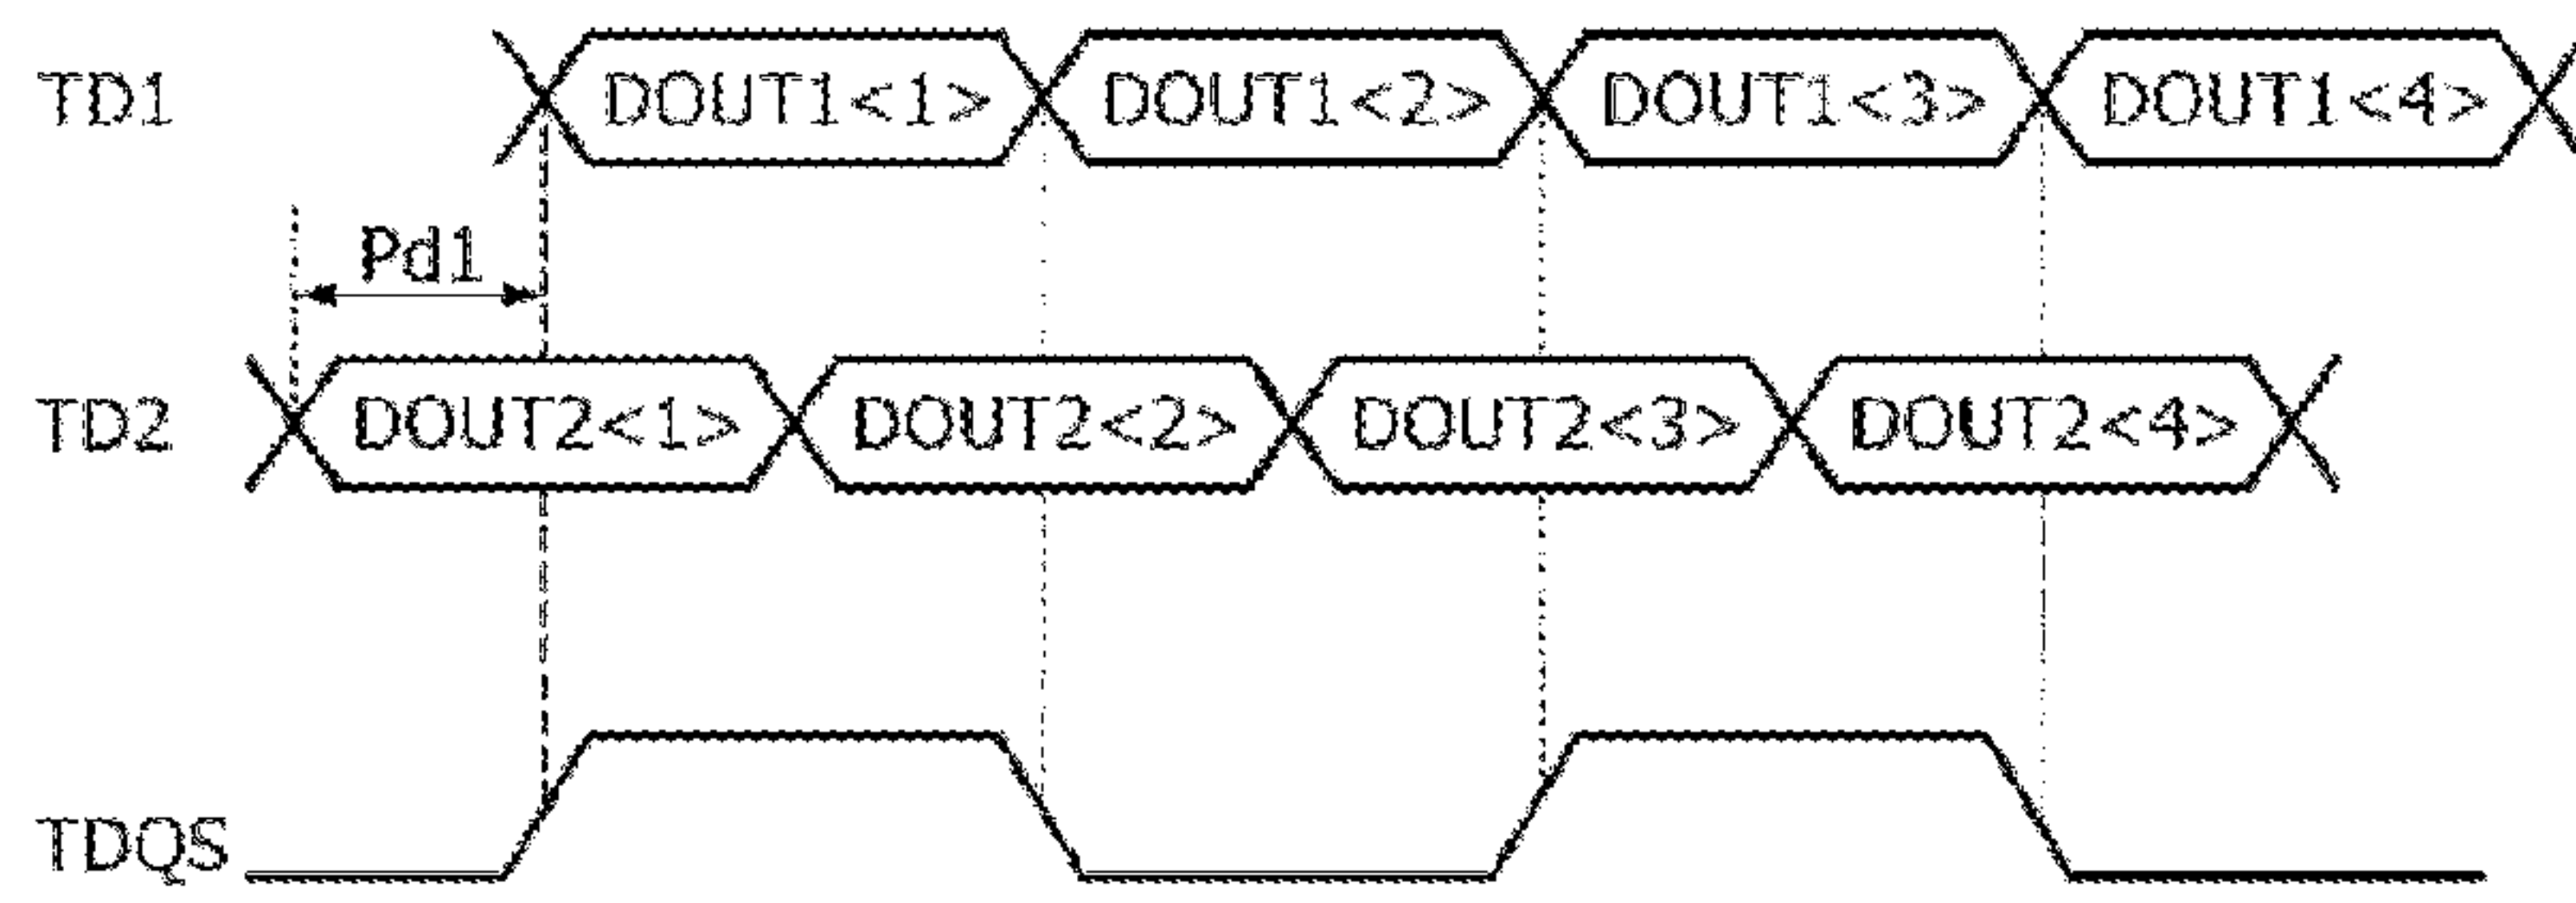 TD1 DOUT1<1> DOUT1<2> DOUT1<3> DOUT1<4>
Pd1
TD2 DOUT2<1> DOUT2<2> DOUT2<3> DOUT2<4>
TDQS